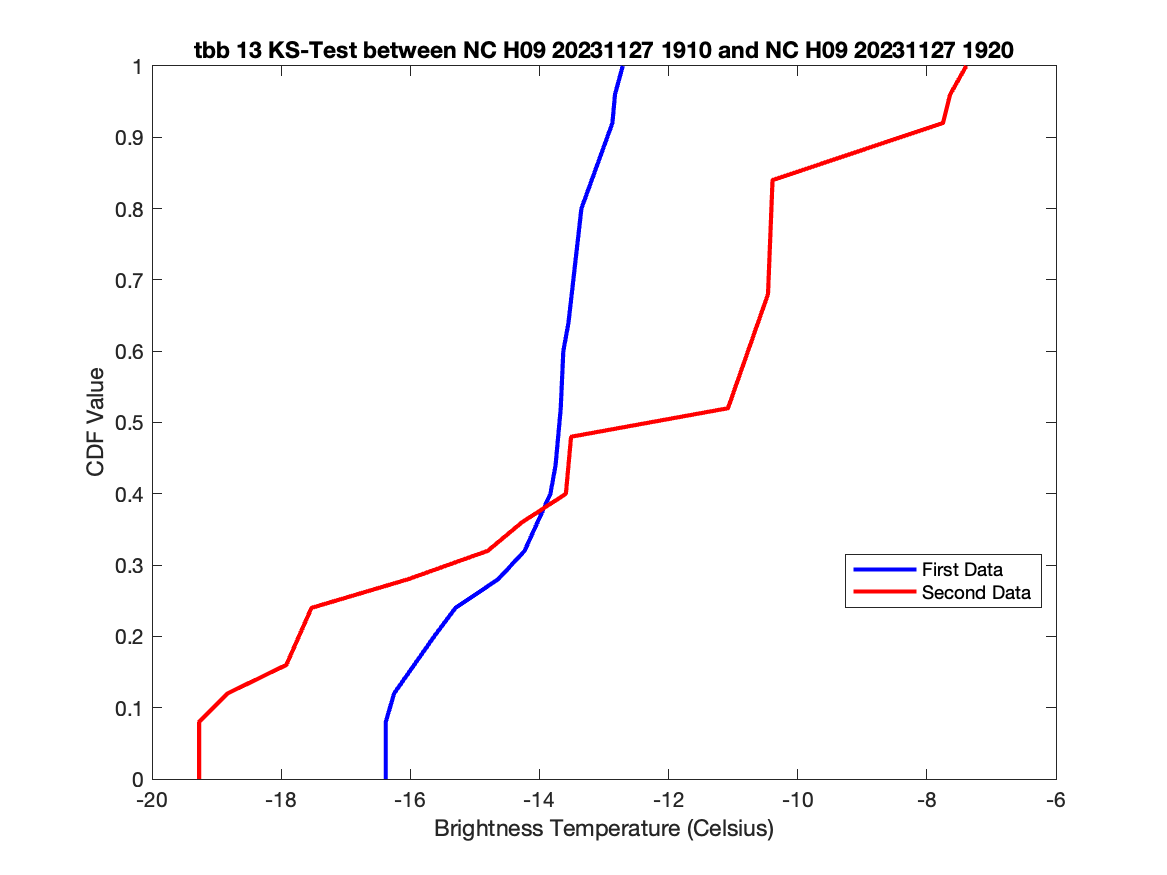 tbb 13 KS-Test between NC H09 20231127 1910 and NC H09 20231127 1920
1
0.9
0.8
0.7
0.6
0.5
0.4
0.3
0.2
0.1
0
CDF Value
First Data
Second Data
-20 -18 -16 -14 -12 -10 -8 -6
Brightness Temperature (Celsius)